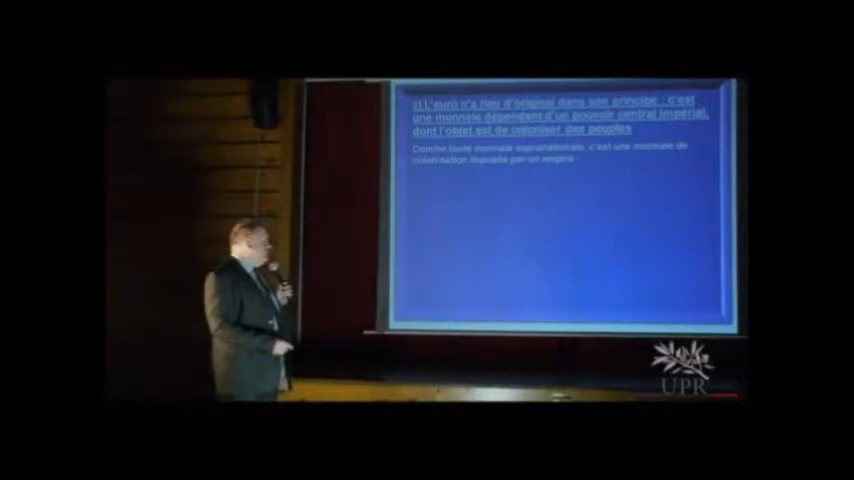 2) L'euro n'a rien d'original dans son principe : c'est
une monnaie dépendant d'un pouvoir central impérial,
dont l'objet est de coloniser des peuples
Comme toute monnaie supranationale, c'est une monnaie de
colonisation imposée par un empire
UPR